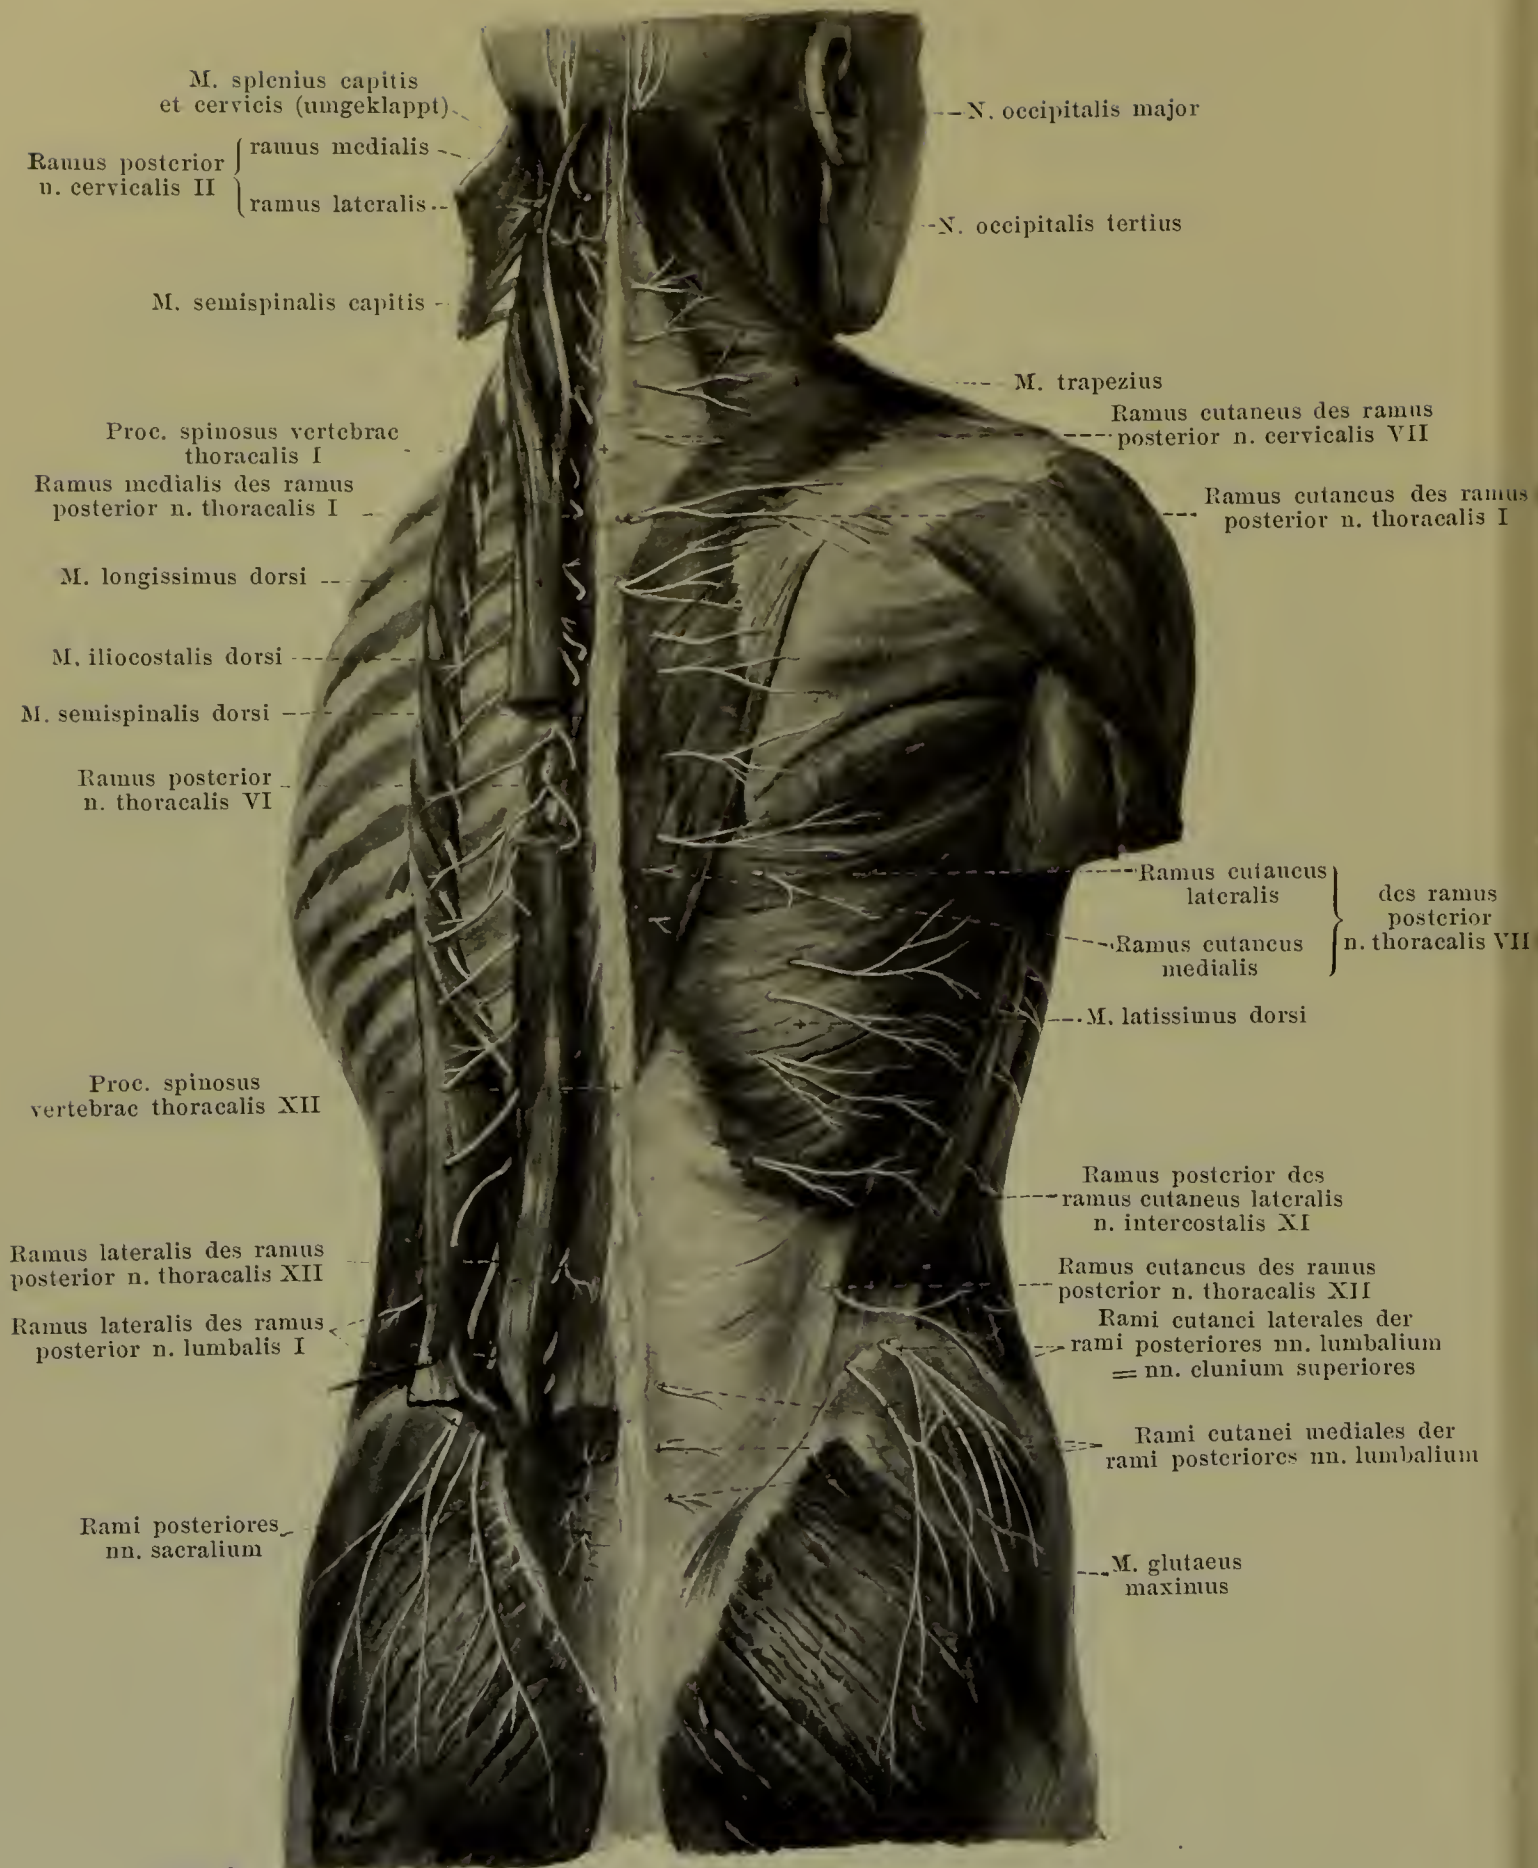 M. splenius capitis
et cervicis (umgeklappt)
Ramus posterior
n. cervicalis II
ramus medialis
ramus lateralis
M. semispinalis capitis
Proc. spinosus vertebrae
thoracalis I
Ramus medialis des ramus
posterior n. thoracalis I
M. longissimus dorsi
M. iliocostalis dorsi
M. semispinalis dorsi
Ramus posterior
n. thoracalis VI
Proc. spinosus
vertebrae thoracalis XII
Ramus lateralis des ramus
posterior n. thoracalis XII
Ramus lateralis des ramus
posterior n. lumbalis I
Rami posteriores
nn. sacralium
N. occipitalis major
N. occipitalis tertius
M. trapezius
Ramus cutaneus des ramus
posterior n. cervicalis VII
Ramus cutaneus des ramus
posterior n. thoracalis I
Ramus cutaneus
lateralis
Ramus cutaneus
medialis
des ramus
posterior
n. thoracalis VII
M. latissimus dorsi
Ramus posterior des
ramus cutaneus lateralis
n. intercostalis XI
Ramus cutaneus des ramus
posterior n. thoracalis XII
Rami cutanei laterales der
rami posteriores nn. lumbalium
= nn. clunium superiores
Rami cutanei mediales der
rami posteriores nn. lumbalium
M. glutaeus
maximus